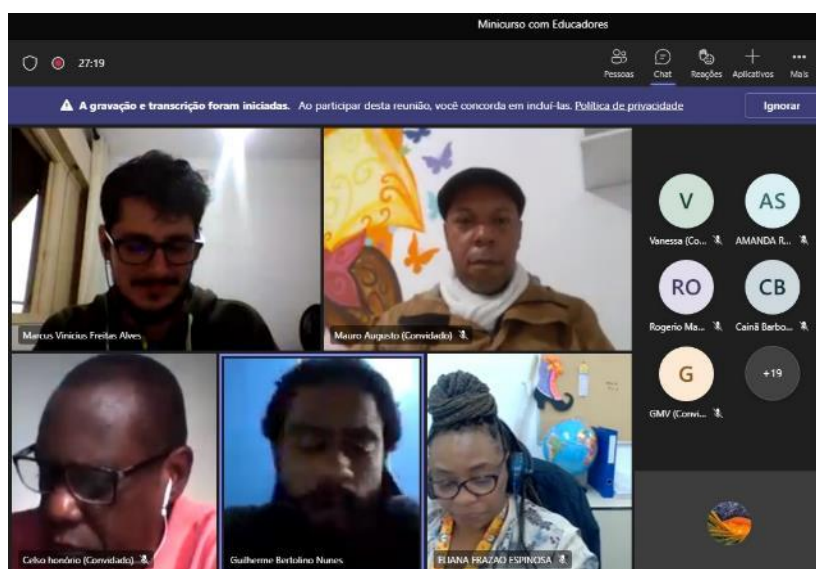 Minicurso com Educadores
27:19
Pessoas
Chat
Reações
Aplicativos
Mais
A gravação e transcrição foram iniciadas. Ao participar desta reunião, você concorda em incluí-las. Política de privacidade
Ignorar
Marcus Vinicius Freitas Alves
Mauro Augusto (Convidado)
V
Vanessa (Co...
AS
AMANDA R...
RO
Rogerio Ma...
CB
Cainã Barbo...
G
GMV (Convi...
+19
Celso honório (Convidado)
Guilherme Bertolino Nunes
ELIANA FRAZAO ESPINOSA